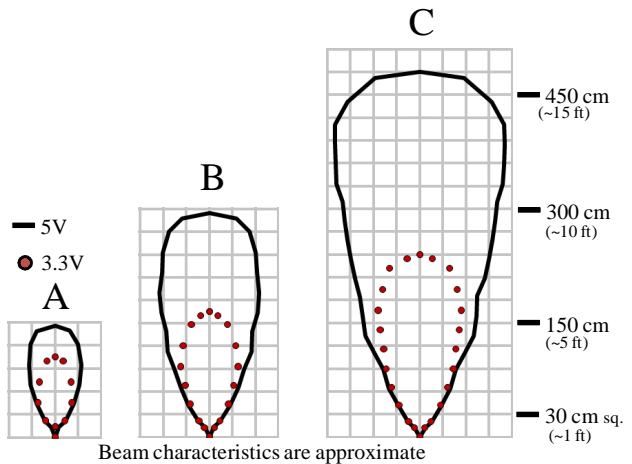 C
450 cm
(~15 ft)
B
300 cm
(~10 ft)
5V
3.3V
A
150 cm
(~5 ft)
30 cm sq.
(~1 ft)
Beam characteristics are approximate